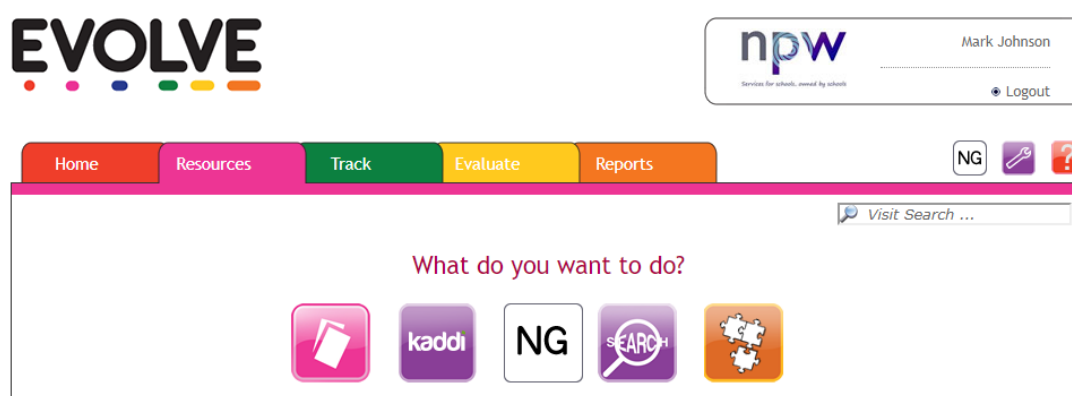 EVOLVE
npw
Services for schools, owned by schools
Mark Johnson
Logout
Home Resources Track Evaluate Reports
NG
?
Visit Search ...
What do you want to do?
kaddi NG SEARCH